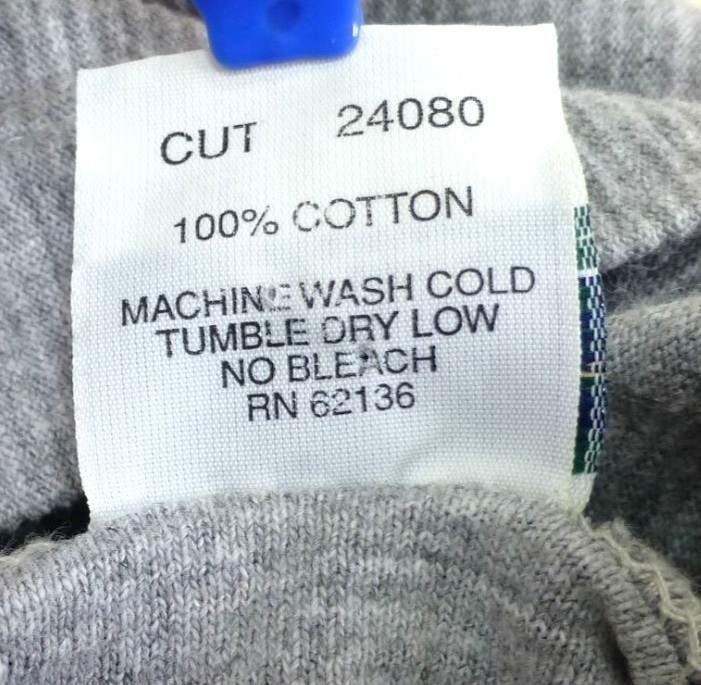 CUT 24080
100% COTTON
MACHINE WASH COLD
TUMBLE DRY LOW
NO BLEACH
RN 62136